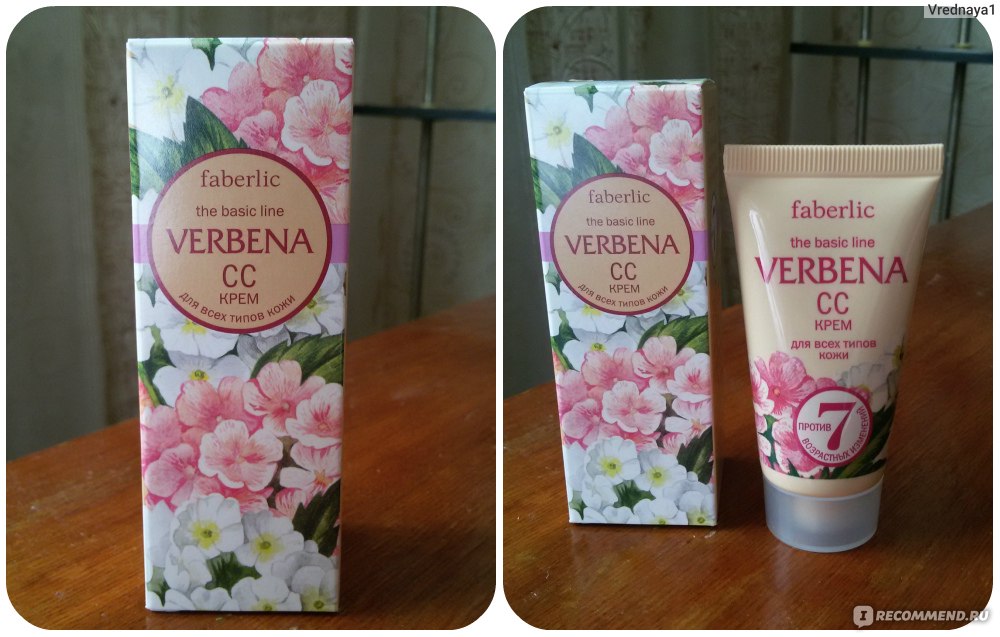 Vrednaya1
faberlic
the basic line
VERBENA
CC
КРЕМ
для всех типов кожи
faberlic
the basic line
VERBENA
CC
КРЕМ
для всех типов кожи
faberlic
the basic line
VERBENA
CC
КРЕМ
для всех типов
кожи
ПРОТИВ 7
ВОЗРАСТНЫХ ИЗМЕНЕНИЙ
I RECOMMEND.RU